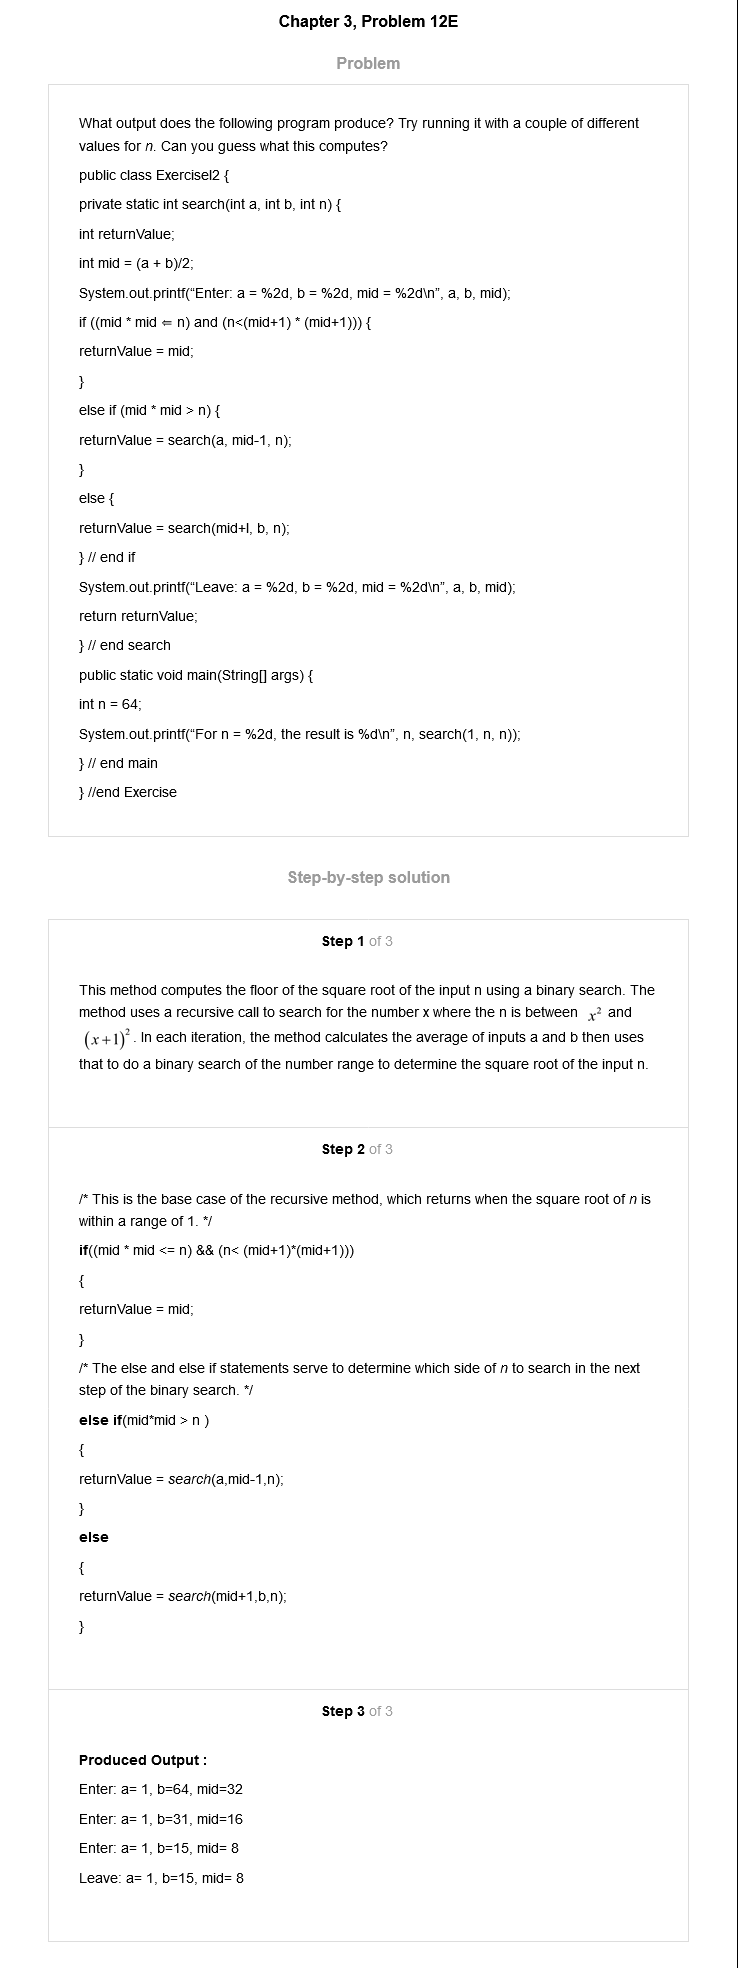 Chapter 3, Problem 12E
Problem
What output does the following program produce? Try running it with a couple of different
values for n. Can you guess what this computes?
public class Exercisel2 {
private static int search(int a, int b, int n) {
int returnValue;
int mid = (a + b)/2;
System.out.printf(“Enter: a = %2d, b = %2d, mid = %2d\n”, a, b, mid);
if ((mid * mid ⇐ n) and (n<(mid+1) * (mid+1))) {
returnValue = mid;
}
else if (mid * mid > n) {
returnValue = search(a, mid-1, n);
}
else {
returnValue = search(mid+l, b, n);
} // end if
System.out.printf(“Leave: a = %2d, b = %2d, mid = %2d\n”, a, b, mid);
return returnValue;
} // end search
public static void main(String[] args) {
int n = 64;
System.out.printf(“For n = %2d, the result is %d\n”, n, search(1, n, n));
} // end main
} //end Exercise
Step-by-step solution
Step 1 of 3
This method computes the floor of the square root of the input n using a binary search. The
method uses a recursive call to search for the number x where the n is between x² and
(x+1)². In each iteration, the method calculates the average of inputs a and b then uses
that to do a binary search of the number range to determine the square root of the input n.
Step 2 of 3
/* This is the base case of the recursive method, which returns when the square root of n is
within a range of 1. */
if((mid * mid <= n) && (n< (mid+1)*(mid+1)))
{
returnValue = mid;
}
/* The else and else if statements serve to determine which side of n to search in the next
step of the binary search. */
else if(mid*mid > n )
{
returnValue = search(a,mid-1,n);
}
else
{
returnValue = search(mid+1,b,n);
}
Step 3 of 3
Produced Output :
Enter: a= 1, b=64, mid=32
Enter: a= 1, b=31, mid=16
Enter: a= 1, b=15, mid= 8
Leave: a= 1, b=15, mid= 8